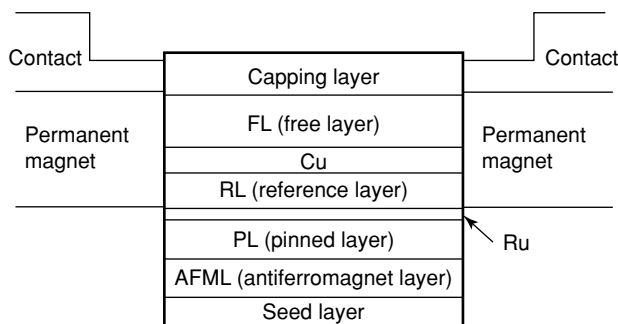 Contact
Contact
Capping layer
Permanent
magnet
FL (free layer)
Permanent
magnet
Cu
RL (reference layer)
PL (pinned layer)
Ru
AFML (antiferromagnet layer)
Seed layer